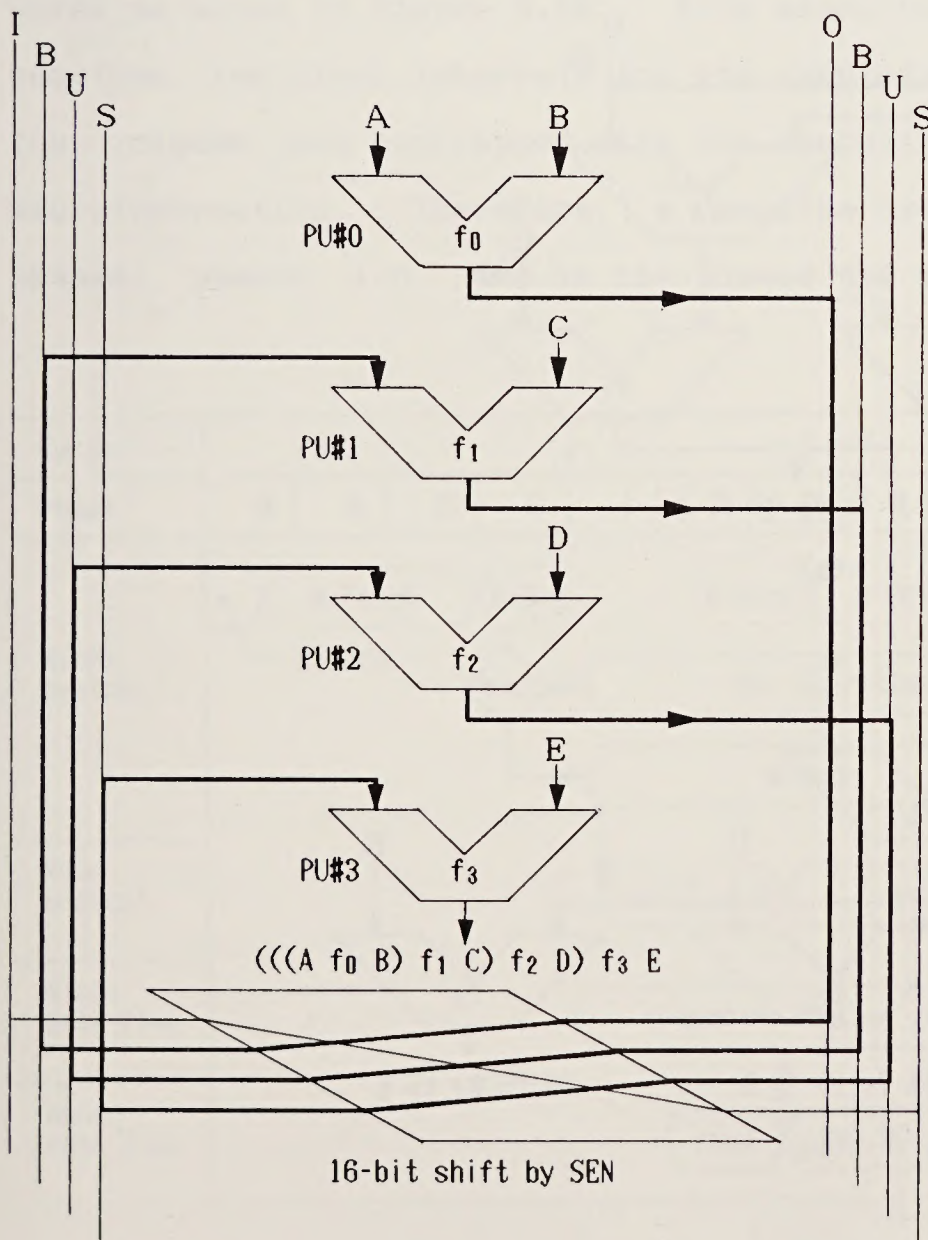 I
B
U
S
O
B
U
S
A B
PU#0 f0
C
PU#1 f1
D
PU#2 f2
E
PU#3 f3
(((A f0 B) f1 C) f2 D) f3 E
16-bit shift by SEN